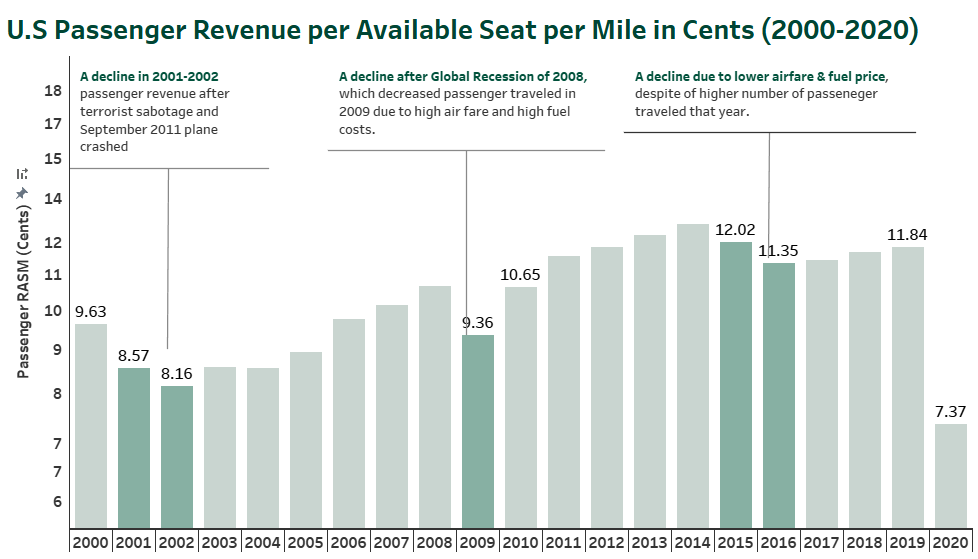 U.S Passenger Revenue per Available Seat per Mile in Cents (2000-2020)
A decline in 2001-2002
passenger revenue after
terrorist sabotage and
September 2011 plane
crashed
A decline after Global Recession of 2008,
which decreased passenger traveled in
2009 due to high air fare and high fuel
costs.
A decline due to lower airfare & fuel price,
despite of higher number of passeneger
traveled that year.
Passenger RASM (Cents)
18
17
15
14
12
11
10
9
8
7
7
6
9.63
8.57
8.16
9.36
10.65
12.02
11.35
11.84
7.37
2000 2001 2002 2003 2004 2005 2006 2007 2008 2009 2010 2011 2012 2013 2014 2015 2016 2017 2018 2019 2020